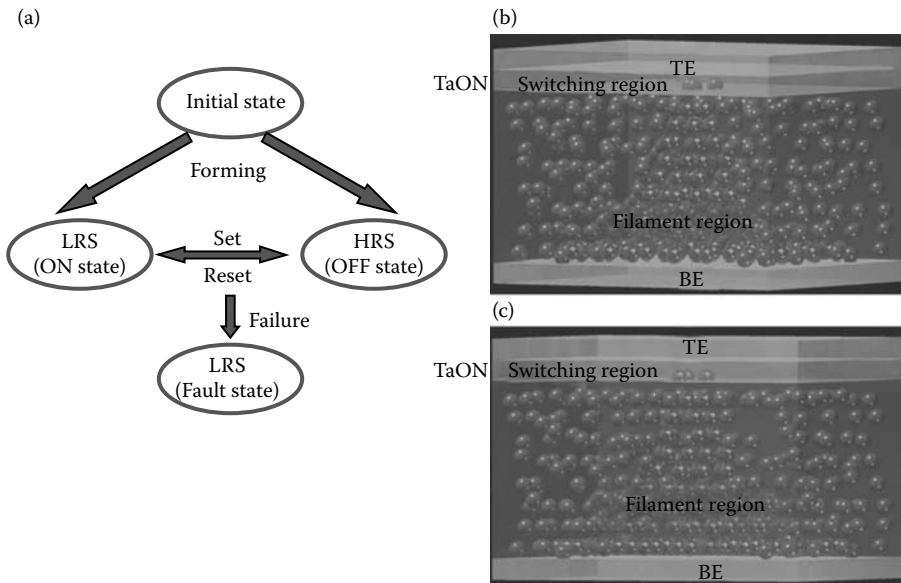 (a)
Initial state
Forming
LRS
(ON state)
Set
Reset
HRS
(OFF state)
Failure
LRS
(Fault state)
(b)
TE
TaON
Switching region
Filament region
BE
(c)
TE
TaON
Switching region
Filament region
BE